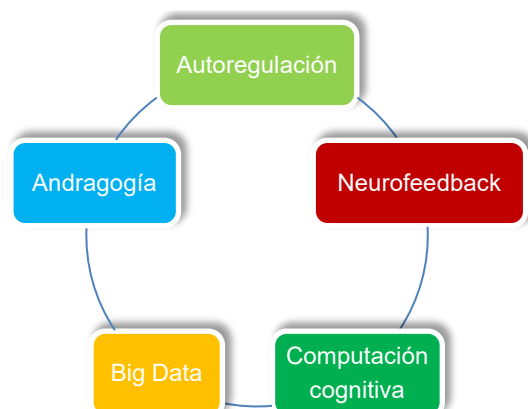 Autoregulación
Andragogía
Neurofeedback
Big Data
Computación
cognitiva